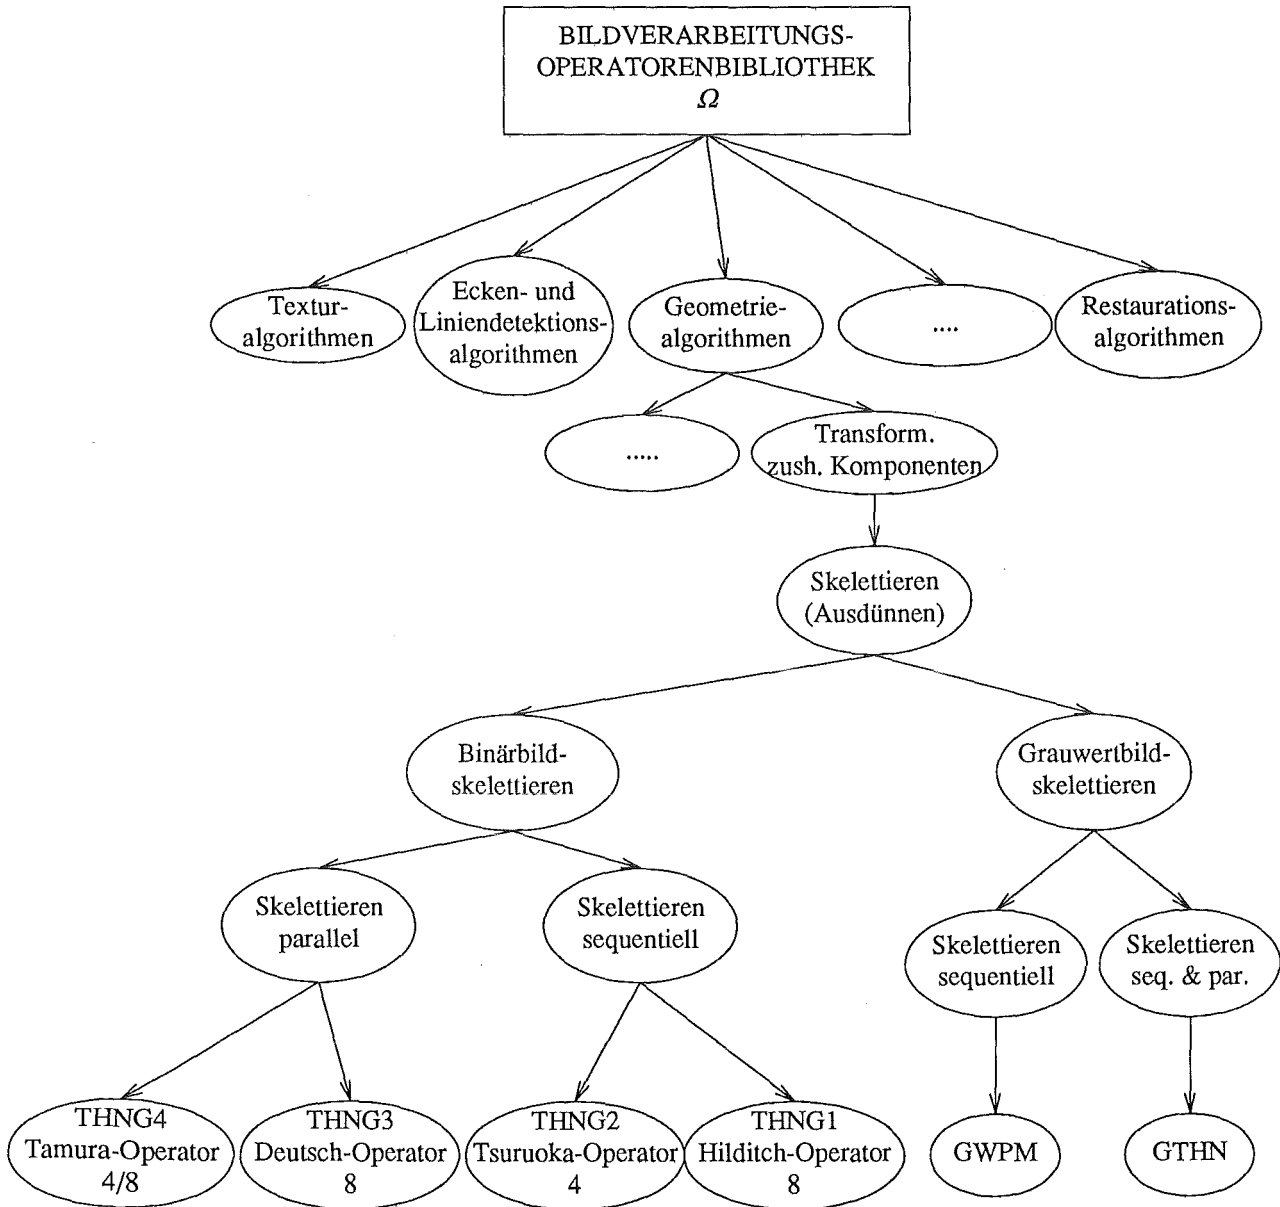 BILDVERARBEITUNGS-
OPERATORENBIBLIOTHEK
Ω
Textur-
algorithmen
Ecken- und
Liniendetektions-
algorithmen
Geometrie-
algorithmen
....
Restaurations-
algorithmen
.....
Transform.
zush. Komponenten
Skelettieren
(Ausdünnen)
Binärbild-
skelettieren
Grauwertbild-
skelettieren
Skelettieren
parallel
Skelettieren
sequentiell
Skelettieren
sequentiell
Skelettieren
seq. & par.
THNG4
Tamura-Operator
4/8
THNG3
Deutsch-Operator
8
THNG2
Tsuruoka-Operator
4
THNG1
Hilditch-Operator
8
GWPM
GTHN